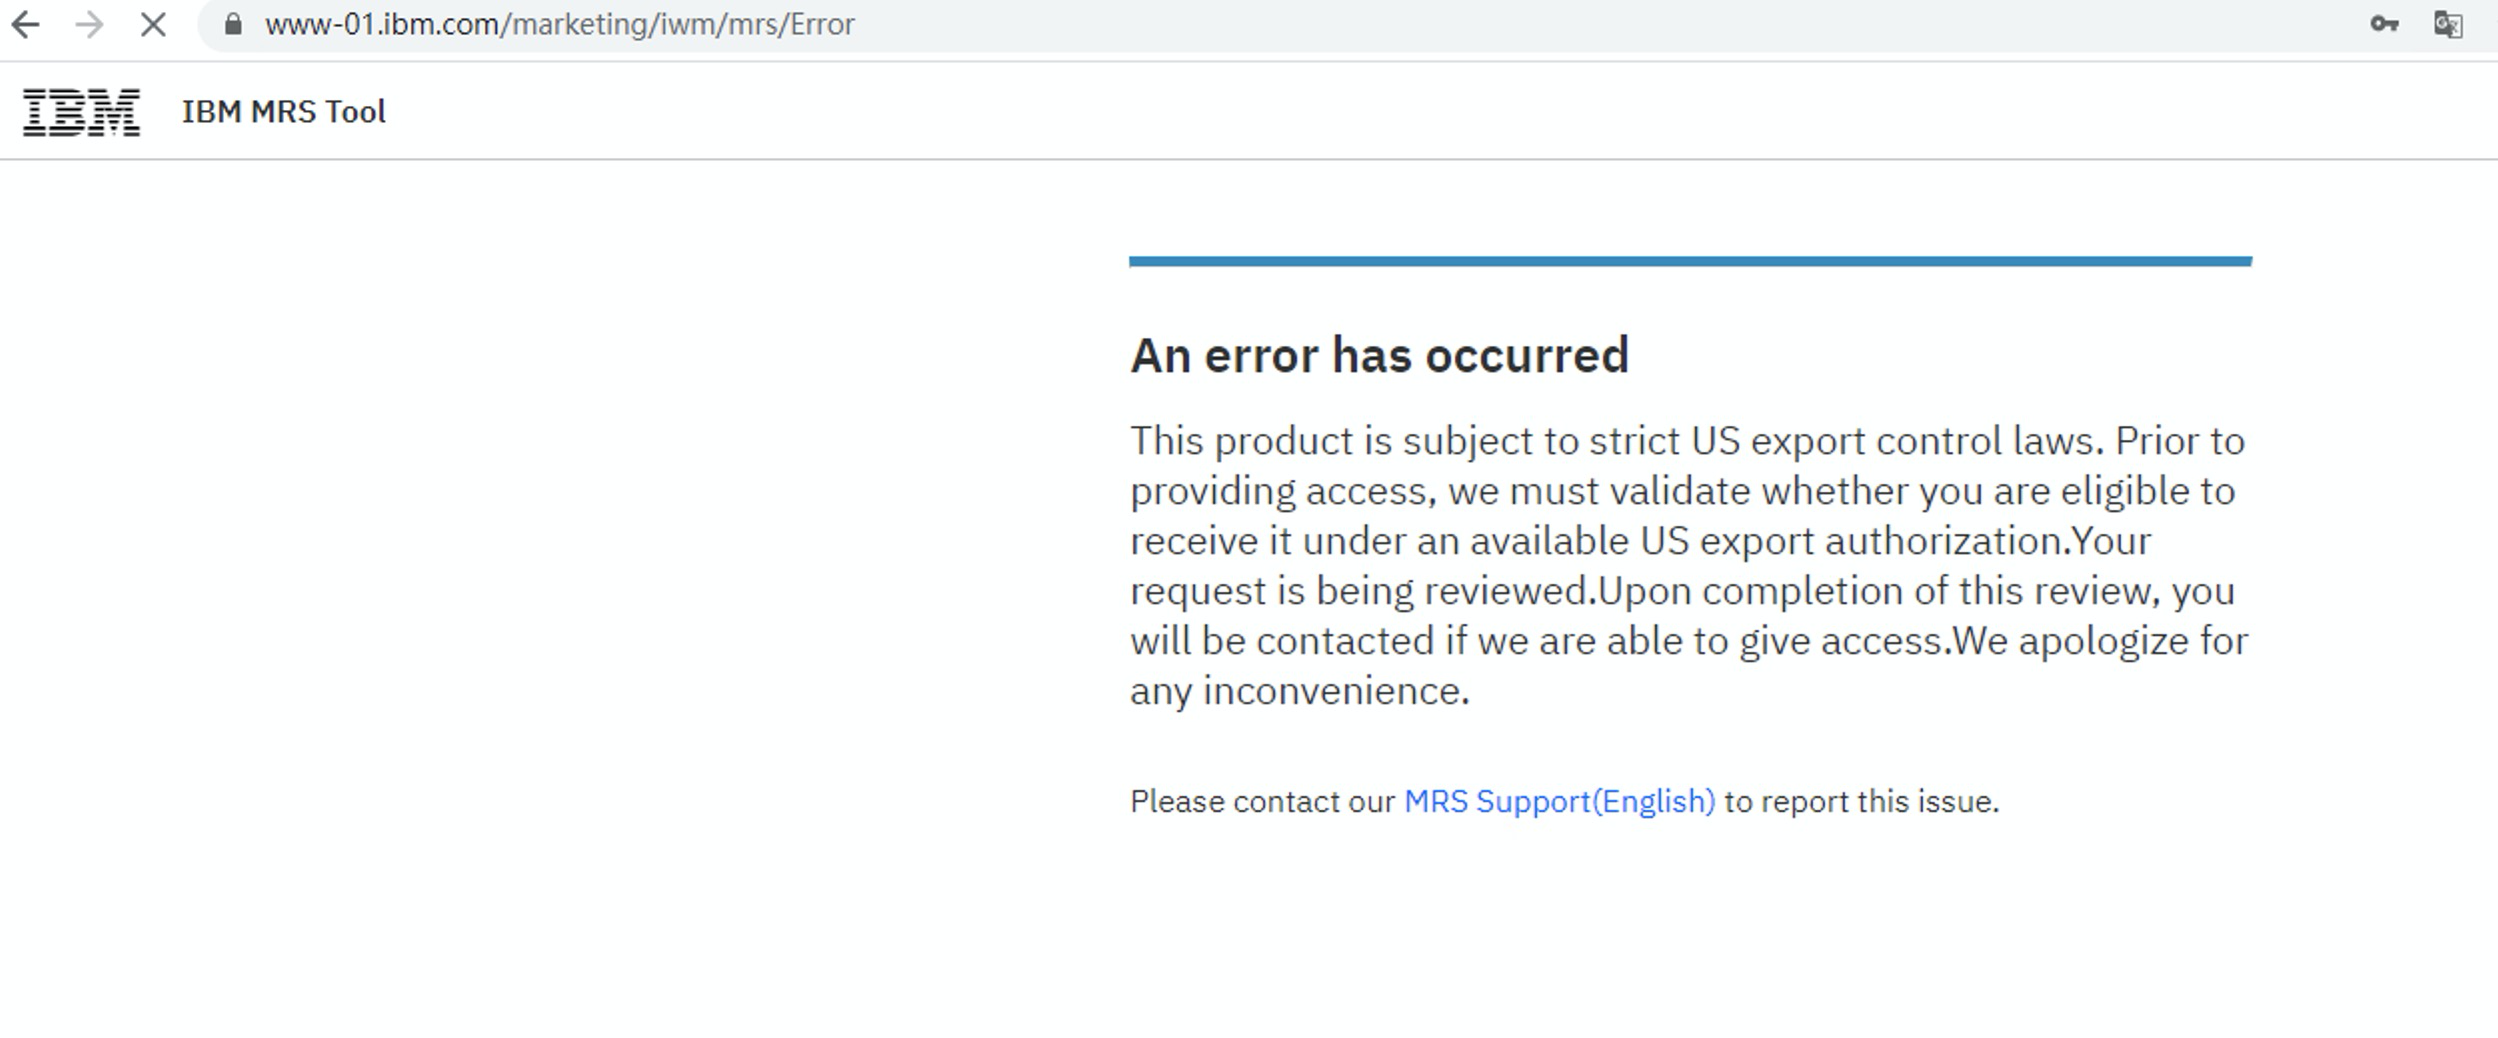 www-01.ibm.com/marketing/iwm/mrs/Error
IBM IBM MRS Tool
An error has occurred
This product is subject to strict US export control laws. Prior to
providing access, we must validate whether you are eligible to
receive it under an available US export authorization.Your
request is being reviewed.Upon completion of this review, you
will be contacted if we are able to give access.We apologize for
any inconvenience.
Please contact our MRS Support(English) to report this issue.